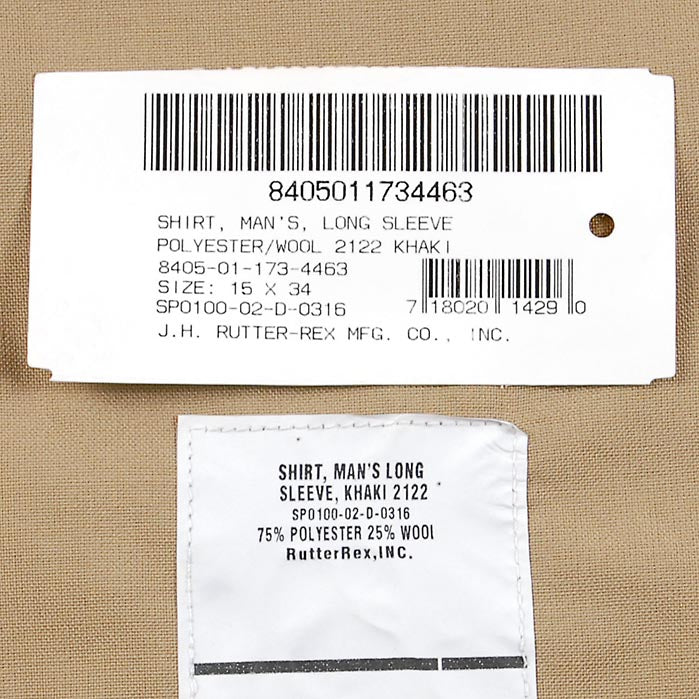 8405011734463
SHIRT, MAN'S, LONG SLEEVE
POLYESTER/WOOL 2122 KHAKI
8405-01-173-4463
SIZE: 15 X 34
SP0100-02-D-0316
7 18020 1429 0
J.H. RUTTER-REX MFG. CO., INC.
SHIRT, MAN'S LONG
SLEEVE, KHAKI 2122
SP0100-02-D-0316
75% POLYESTER 25% WOOL
RutterRex,INC.